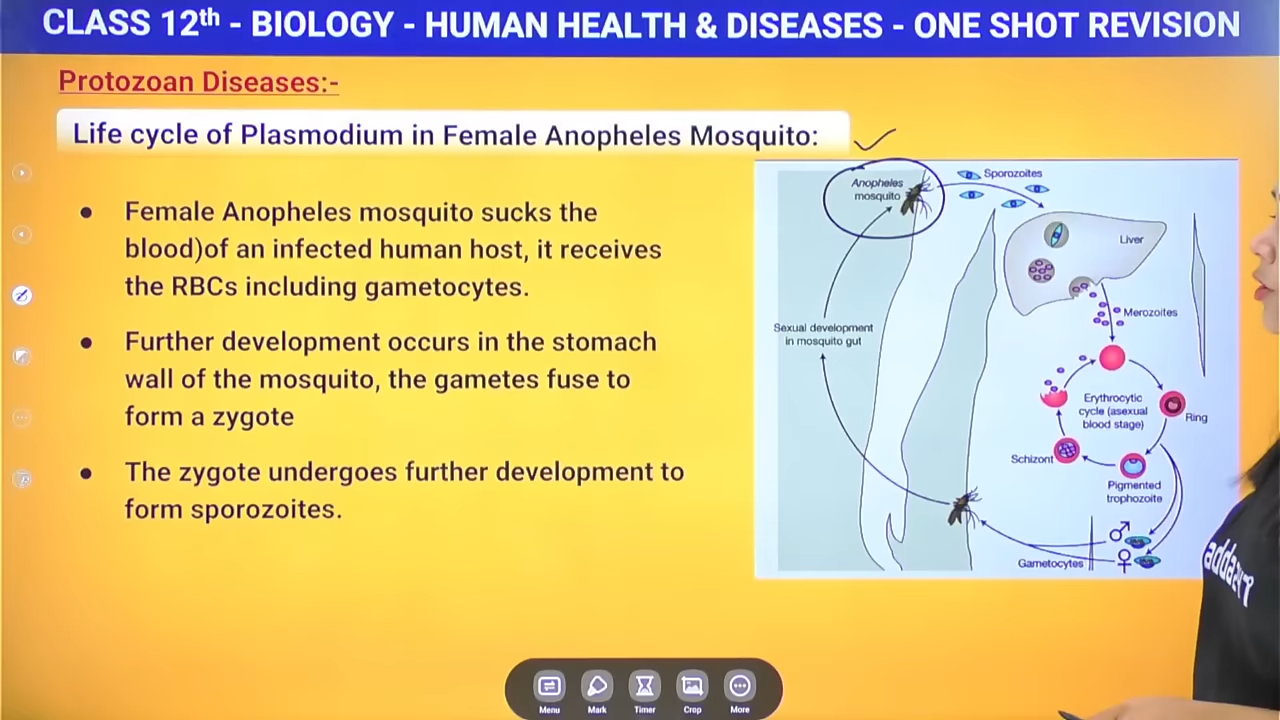 CLASS 12th - BIOLOGY - HUMAN HEALTH & DISEASES - ONE SHOT REVISION
Protozoan Diseases:-
Life cycle of Plasmodium in Female Anopheles Mosquito:
● Female Anopheles mosquito sucks the
blood)of an infected human host, it receives
the RBCs including gametocytes.
● Further development occurs in the stomach
wall of the mosquito, the gametes fuse to
form a zygote
● The zygote undergoes further development to
form sporozoites.
Anopheles
mosquito
Sporozoites
Liver
Merozoites
Sexual development
in mosquito gut
Erythrocytic
cycle (asexual
blood stage)
Ring
Schizont
Pigmented
trophozoite
Gametocytes
adda247
Menu
Mark
Timer
Crop
More